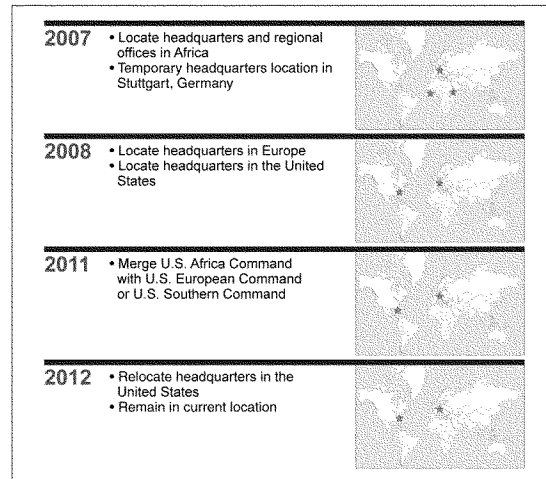 2007 • Locate headquarters and regional
offices in Africa
• Temporary headquarters location in
Stuttgart, Germany
2008 • Locate headquarters in Europe
• Locate headquarters in the United
States
2011 • Merge U.S. Africa Command
with U.S. European Command
or U.S. Southern Command
2012 • Relocate headquarters in the
United States
• Remain in current location